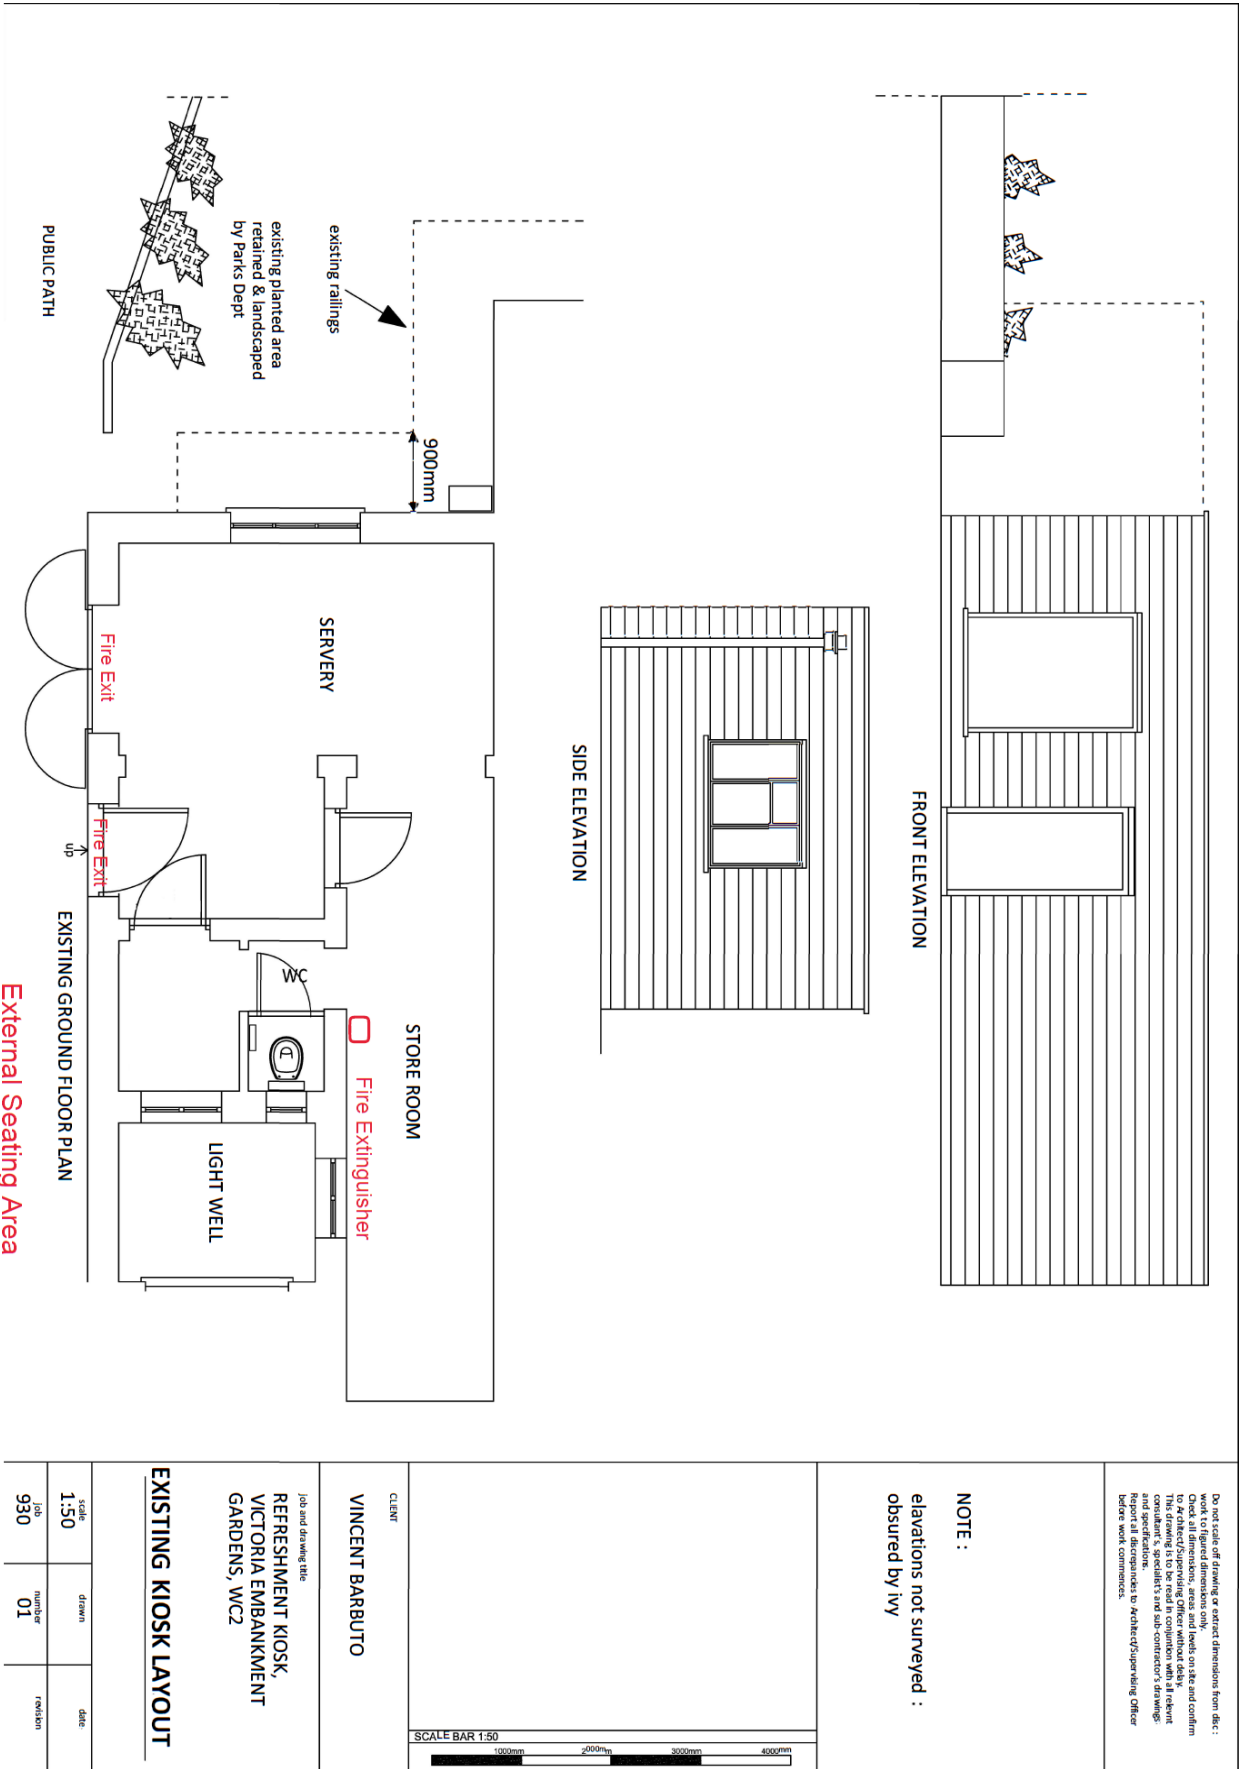 FRONT ELEVATION
SIDE ELEVATION
existing railings
existing planted area
retained & landscaped
by Parks Dept
PUBLIC PATH
900mm
SERVERY
Fire Exit
Fire Exit
up
WC
STORE ROOM
Fire Extinguisher
LIGHT WELL
EXISTING GROUND FLOOR PLAN
External Seating Area
Do not scale off drawing or extract dimensions from disc :
work to figured dimensions only.
Check all dimensions, areas and levels on site and confirm
to Architect/Supervising Officer without delay.
This drawing is to be read in conjuntion with all relevnt
consultant's, specialist's and sub-contractor's drawings
and specifications.
Report all discrepancies to Architect/Supervising Officer
before work commences.
NOTE :
elavations not surveyed :
obsured by ivy
SCALE BAR 1:50
1000mm 2000mm 3000mm 4000mm
CLIENT
VINCENT BARBUTO
job and drawing title
REFRESHMENT KIOSK,
VICTORIA EMBANKMENT
GARDENS, WC2
EXISTING KIOSK LAYOUT
scale drawn date
1:50
job number revision
930 01